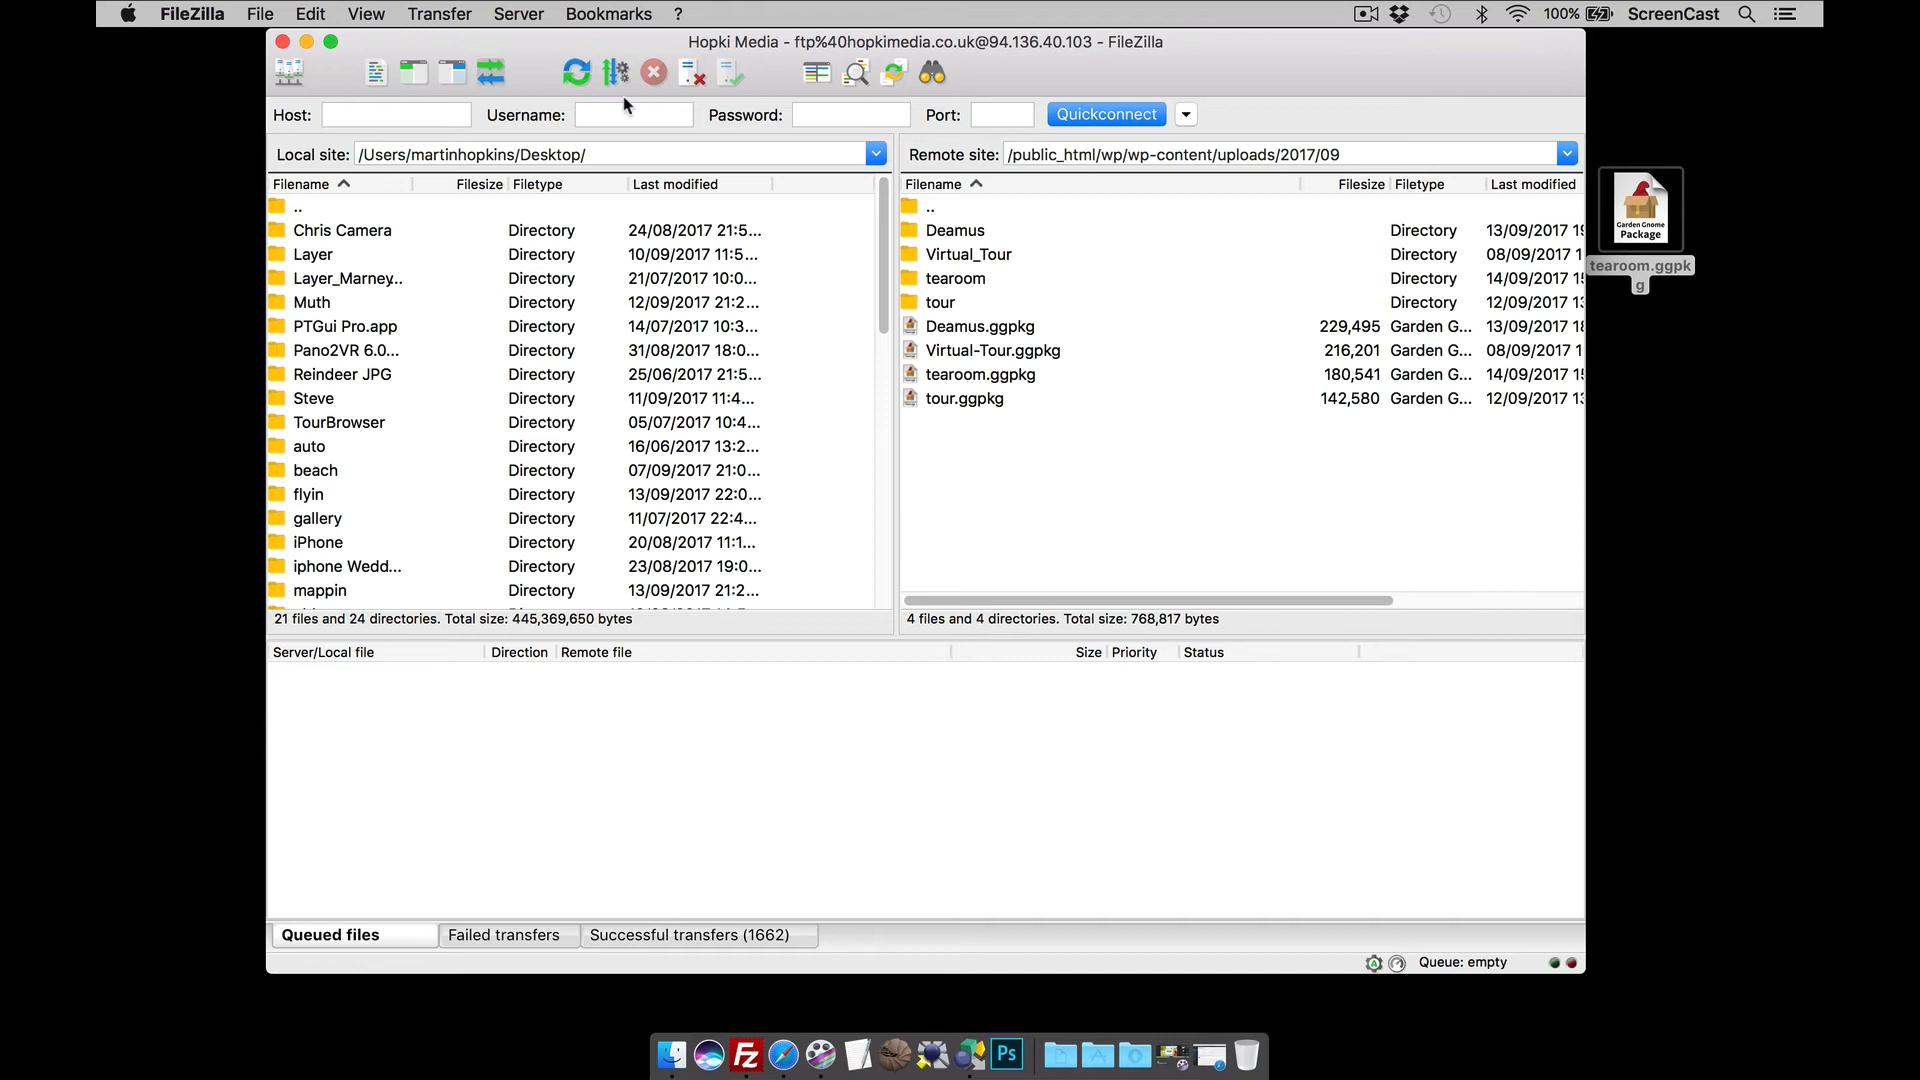 FileZilla File Edit View Transfer Server Bookmarks ? 100% ScreenCast
Hopki Media - ftp%40hopkimedia.co.uk@94.136.40.103 - FileZilla
Host: Username: Password: Port: Quickconnect
Local site: /Users/martinhopkins/Desktop/
Filename Filesize Filetype Last modified
..
Chris Camera Directory 24/08/2017 21:5...
Layer Directory 10/09/2017 11:5...
Layer_Marney... Directory 21/07/2017 10:0...
Muth Directory 12/09/2017 21:2...
PTGui Pro.app Directory 14/07/2017 10:3...
Pano2VR 6.0... Directory 31/08/2017 18:0...
Reindeer JPG Directory 25/06/2017 21:5...
Steve Directory 11/09/2017 11:4...
TourBrowser Directory 05/07/2017 10:4...
auto Directory 16/06/2017 13:2...
beach Directory 07/09/2017 21:0...
flyin Directory 13/09/2017 22:0...
gallery Directory 11/07/2017 22:4...
iPhone Directory 20/08/2017 11:1...
iphone Wedd... Directory 23/08/2017 19:0...
mappin Directory 13/09/2017 21:2...
21 files and 24 directories. Total size: 445,369,650 bytes
Remote site: /public_html/wp/wp-content/uploads/2017/09
Filename Filesize Filetype Last modified
..
Deamus Directory 13/09/2017
Virtual_Tour Directory 08/09/2017
tearoom Directory 14/09/2017
tour Directory 12/09/2017
Deamus.ggpkg 229,495 Garden G... 13/09/2017
Virtual-Tour.ggpkg 216,201 Garden G... 08/09/2017
tearoom.ggpkg 180,541 Garden G... 14/09/2017
tour.ggpkg 142,580 Garden G... 12/09/2017
4 files and 4 directories. Total size: 768,817 bytes
Garden Gnome
Package
tearoom.ggpk
g
Server/Local file Direction Remote file Size Priority Status
Queued files Failed transfers Successful transfers (1662)
Queue: empty
Fz Ps